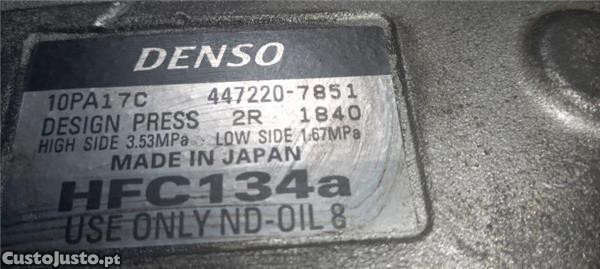 DENSO
10PA17C 447220-7851
DESIGN PRESS 2R 1840
HIGH SIDE 3.53MPa LOW SIDE 1.67MPa
MADE IN JAPAN
HFC134a
USE ONLY ND-OIL 8
CustoJusto.pt